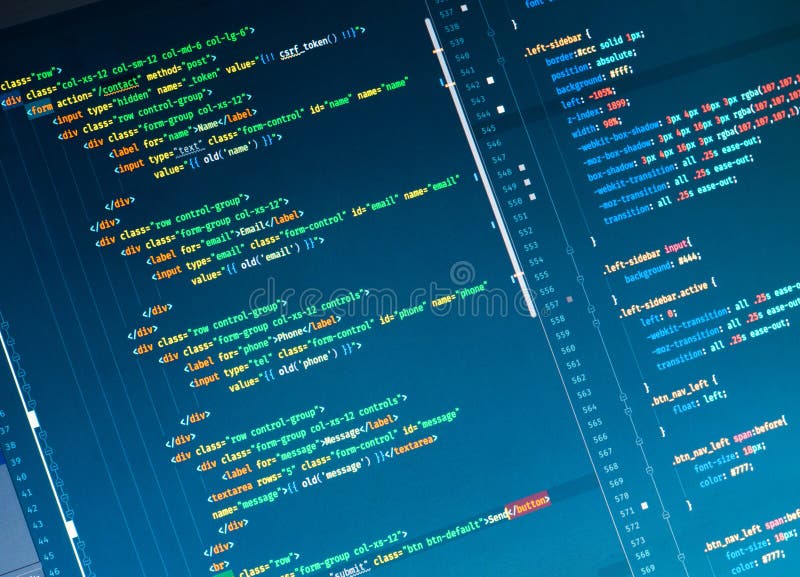 class="row">
<div class="col-xs-12 col-sm-12 col-md-6 col-lg-6">
<form action="/contact" method="post">
<input type="hidden" name="_token" value="{!! csrf_token() !!}">
<div class="row control-group">
<div class="form-group col-xs-12">
<label for="name">Name</label>
<input type="text" class="form-control" id="name" name="name"
value="{{ old('name') }}">
</div>
</div>
<div class="row control-group">
<div class="form-group col-xs-12">
<label for="email">Email</label>
<input type="email" class="form-control" id="email" name="email"
value="{{ old('email') }}">
</div>
</div>
<div class="row control-group">
<div class="form-group col-xs-12 controls">
<label for="phone">Phone</label>
<input type="tel" class="form-control" id="phone" name="phone"
value="{{ old('phone') }}">
</div>
</div>
<div class="row control-group">
<div class="form-group col-xs-12 controls">
<label for="message">Message</label>
<textarea rows="5" class="form-control" id="message"
name="message">{{ old('message') }}</textarea>
</div>
</div>
<br>
class="row">
"form-group col-xs-12">
"submit" class="btn btn-default">Send</button>
36
37
38
39
40
41
42
43
44
45
46
537
538
539
540
541
542
543
544
545
548
549
550
551
552
553
554
555
556
557
558
559
560
561
562
563
564
565
566
567
568
569
570
571
572
573
568
569
font
}
.left-sidebar {
border:#ccc solid 1px;
position: absolute;
background: #fff;
left: -105%;
z-index: 1899;
width: 90%;
-webkit-box-shadow: 3px 4px 16px 3px rgba(107,107,10
-moz-box-shadow: 3px 4px 16px 3px rgba(107,107,107,1)
box-shadow: 3px 4px 16px 3px rgba(107,107,107,1);
-webkit-transition: all .25s ease-out;
-moz-transition: all .25s ease-out;
transition: all .25s ease-out;
}
.left-sidebar input{
background: #444;
}
.left-sidebar.active {
left: 0;
-webkit-transition: all .25s ease-out
-moz-transition: all .25s ease-out;
transition: all .25s ease-out;
}
.btn_nav_left {
float: left;
}
.btn_nav_left span:before{
font-size: 18px;
color: #777;
}
.btn_nav_left span:be
font-size: 18px;
color: #777;
dreamstime.com